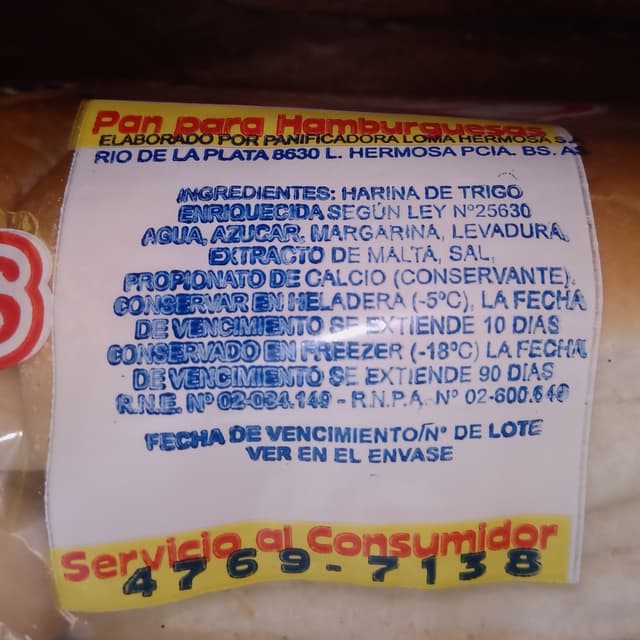 Pan para Hamburguesas
ELABORADO POR PANIFICADORA LOMA HERMOSA
RIO DE LA PLATA 8630 L. HERMOSA PCIA. BS.
INGREDIENTES: HARINA DE TRIGO
ENRIQUECIDA SEGÚN LEY Nº25630
AGUA, AZUCAR, MARGARINA, LEVADURA,
EXTRACTO DE MALTA, SAL,
PROPIONATO DE CALCIO (CONSERVANTE).
CONSERVAR EN HELADERA (-5ºC), LA FECHA
DE VENCIMIENTO SE EXTIENDE 10 DIAS
CONSERVADO EN FREEZER (-18ºC) LA FECHA
DE VENCIMIENTO SE EXTIENDE 90 DIAS
R.N.E. Nº 02-034.149 - R.N.P.A. Nº 02-600.649
FECHA DE VENCIMIENTO/Nº DE LOTE
VER EN EL ENVASE
Servicio al Consumidor
4769-7138